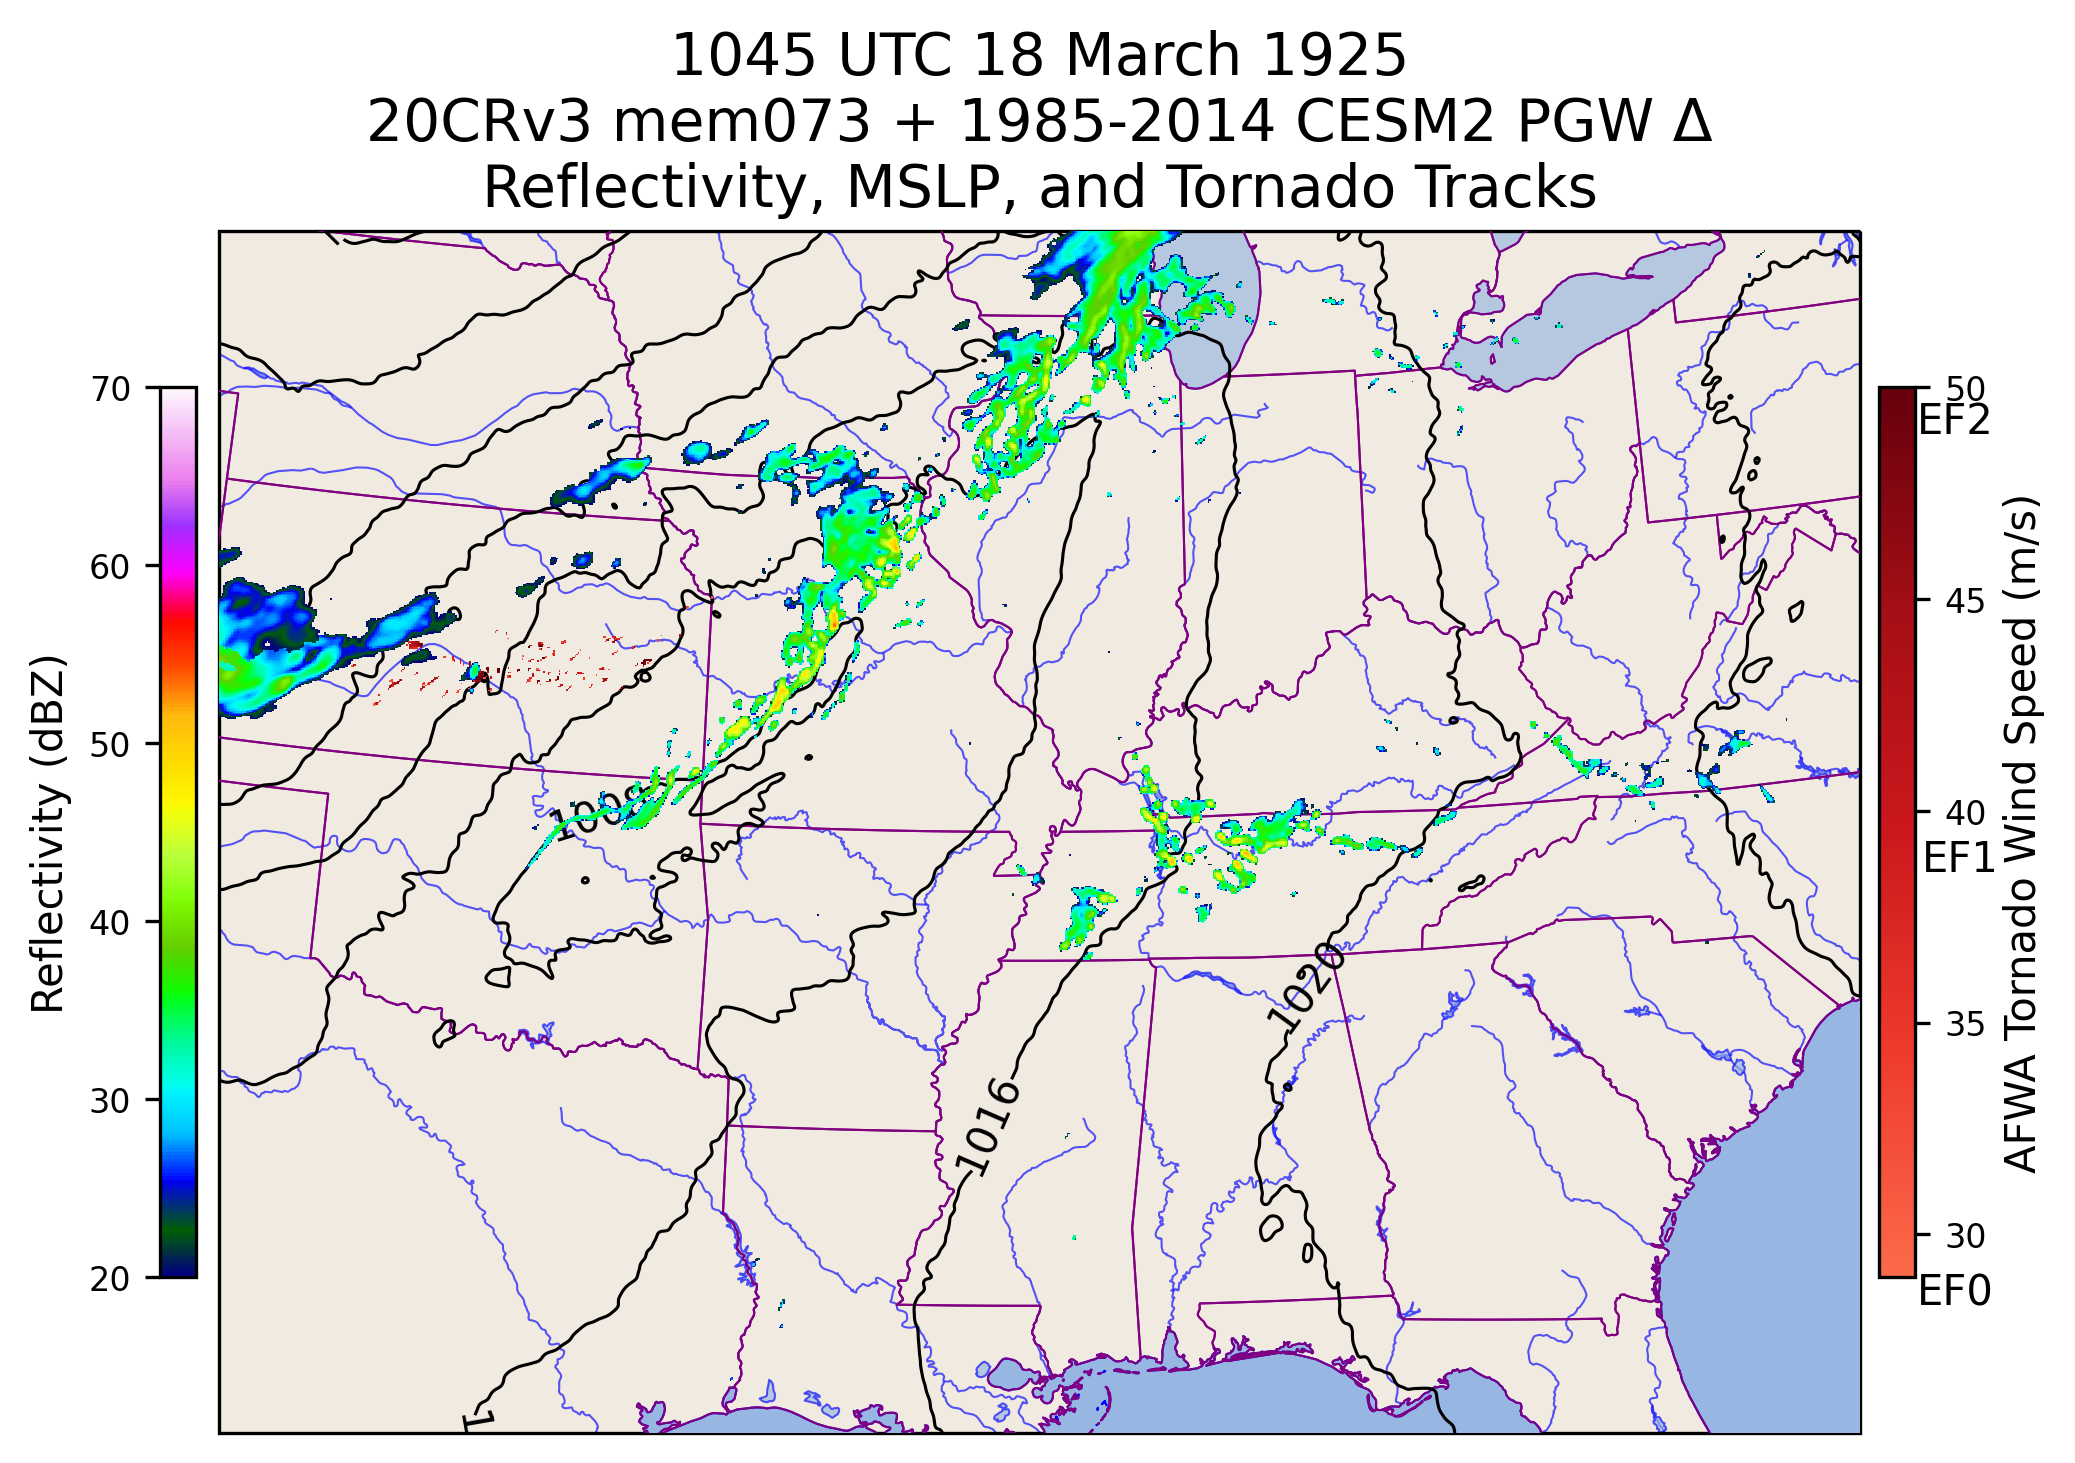 1045 UTC 18 March 1925
20CRv3 mem073 + 1985-2014 CESM2 PGW Δ
Reflectivity, MSLP, and Tornado Tracks
Reflectivity (dBZ)
70
60
50
40
30
20
1020
1016
50
EF2
45
40
EF1
35
30
EF0
AFWA Tornado Wind Speed (m/s)